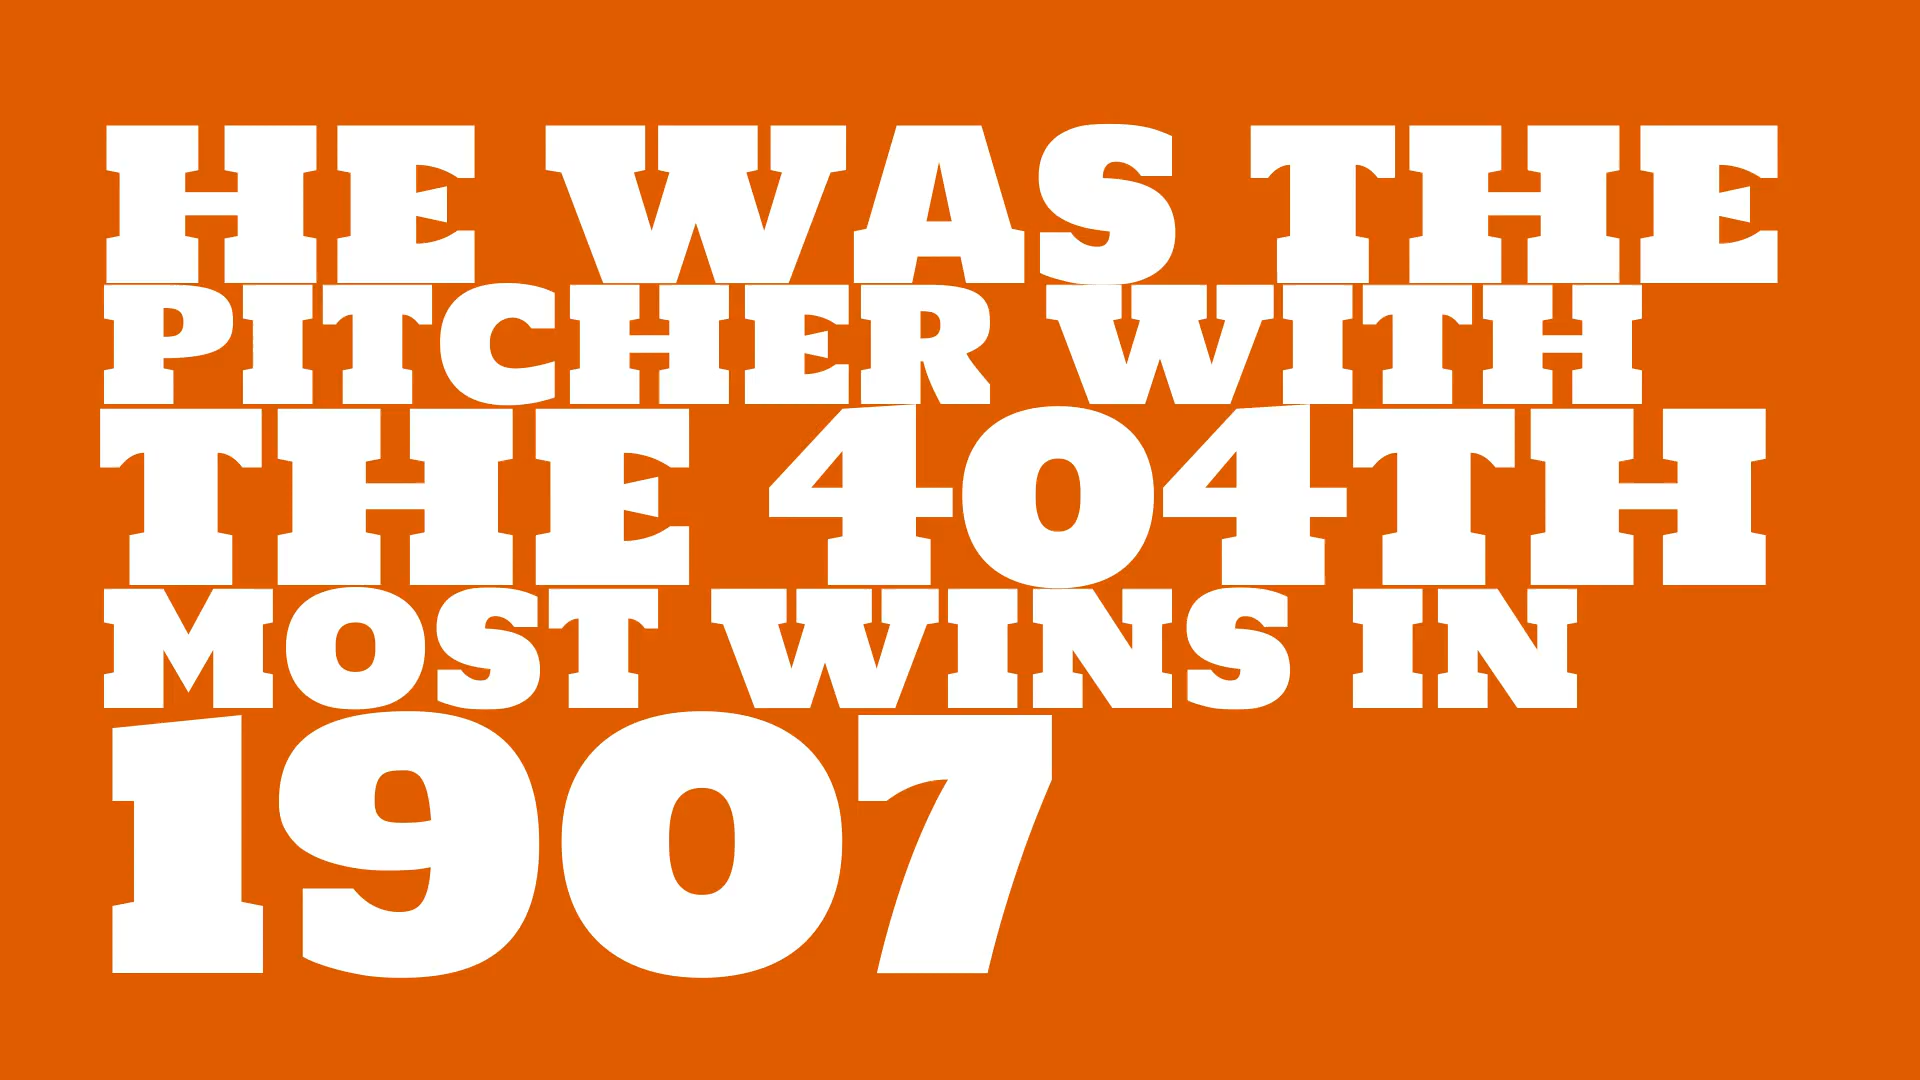 HE WAS THE
PITCHER WITH
THE 404TH
MOST WINS IN
1907